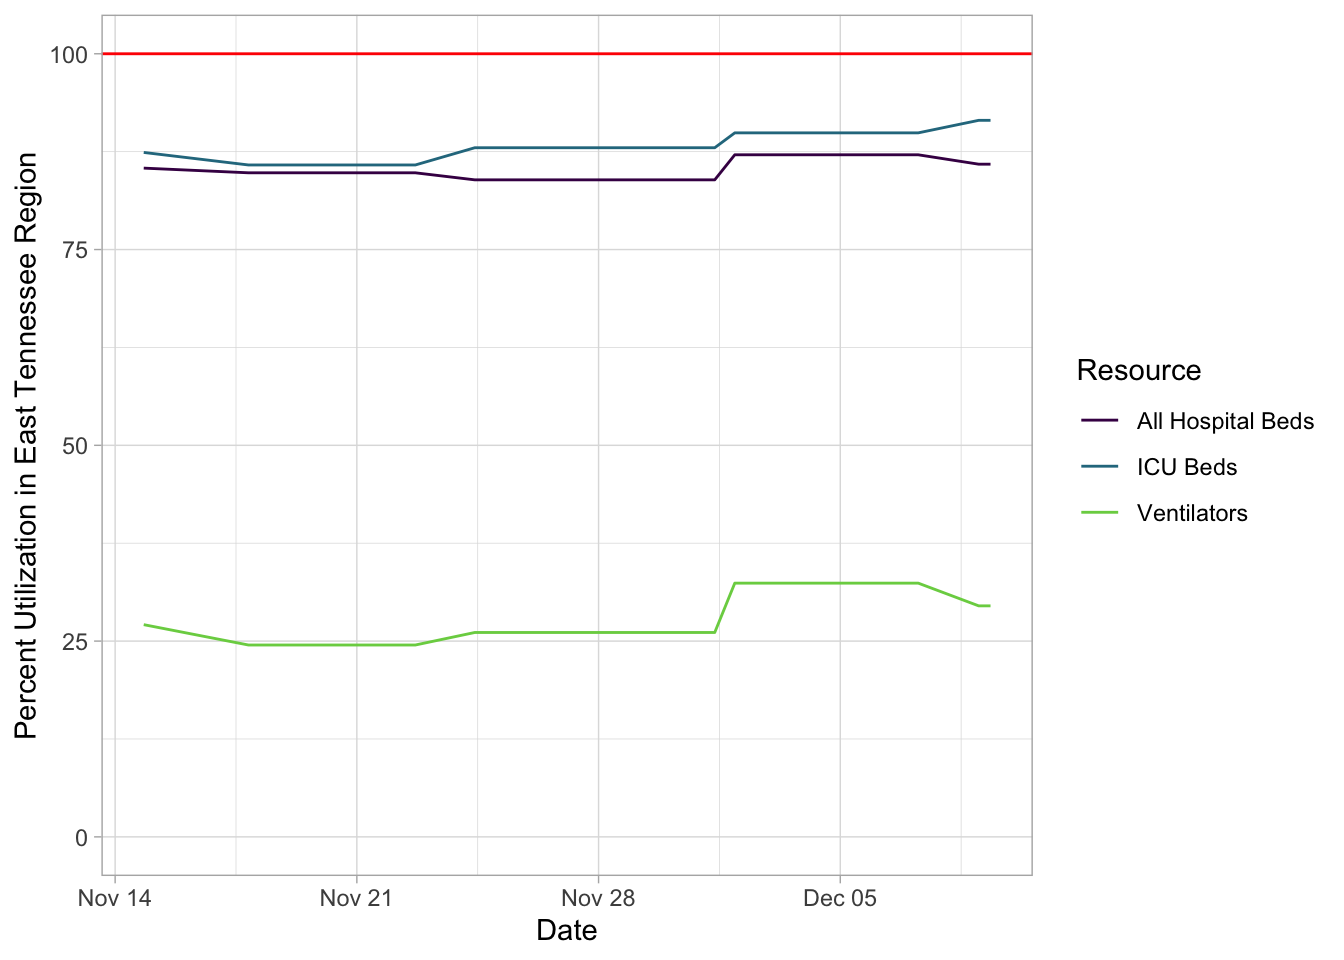 Percent Utilization in East Tennessee Region
100
75
50
25
0
Nov 14 Nov 21 Nov 28 Dec 05
Date
Resource
All Hospital Beds
ICU Beds
Ventilators